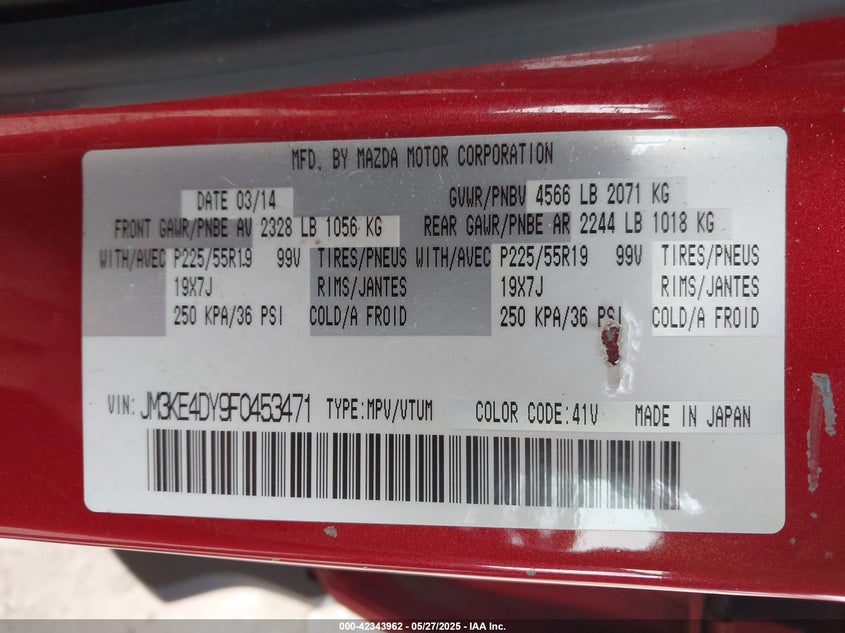 MFD. BY MAZDA MOTOR CORPORATION
DATE 03/14 GVWR/PNBV 4566 LB 2071 KG
FRONT GAWR/PNBE AV 2328 LB 1056 KG REAR GAWR/PNBE AR 2244 LB 1018 KG
WITH/AVEC P225/55R19 99V TIRES/PNEUS WITH/AVEC P225/55R19 99V TIRES/PNEUS
19X7J RIMS/JANTES 19X7J RIMS/JANTES
250 KPA/36 PSI COLD/A FROID 250 KPA/36 PSI COLD/A FROID
VIN: JM3KE4DY9F0453471 TYPE:MPV/VTUM COLOR CODE:41V MADE IN JAPAN
000-42343962 - 05/27/2025 - IAA Inc.